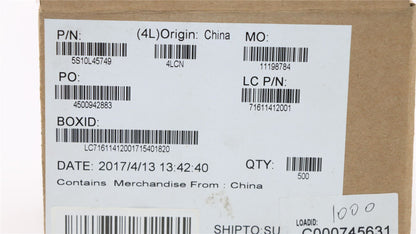 P/N: (4L)Origin: China MO:
5S10L45749 4LCN 11198784
PO: LC P/N:
4500942883 71611412001
BOXID:
LC71611412001715401820
DATE: 2017/4/13 13:42:40 QTY:
500
Contains Merchandise From : China
1000
SHIPTO:SU LOADID:
C000745631